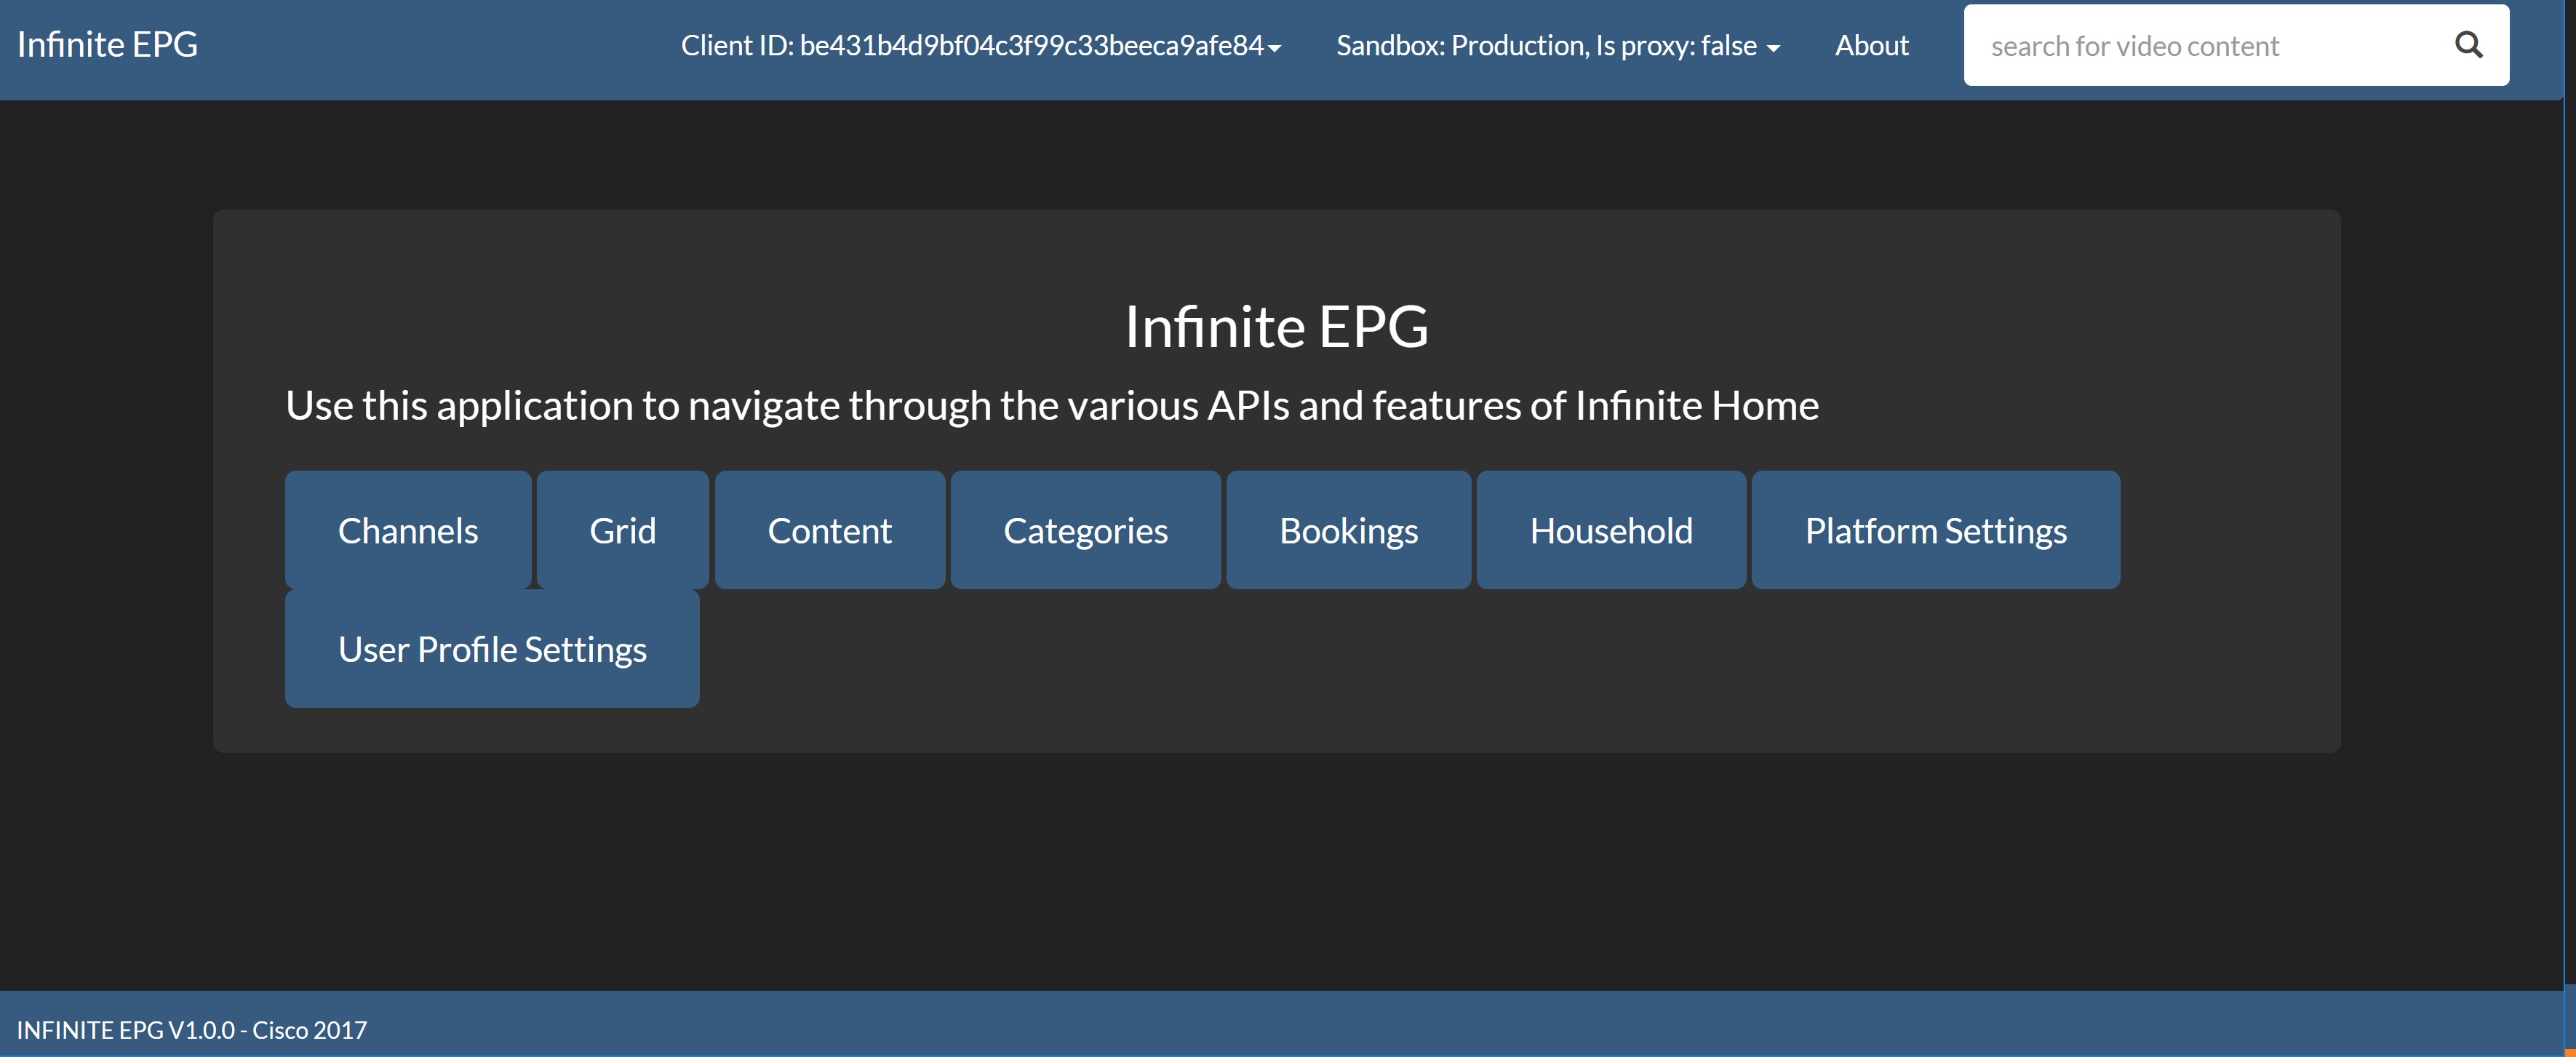 Infinite EPG
Client ID: be431b4d9bf04c3f99c33beeca9afe84
Sandbox: Production, Is proxy: false
About
search for video content
Infinite EPG
Use this application to navigate through the various APIs and features of Infinite Home
Channels
Grid
Content
Categories
Bookings
Household
Platform Settings
User Profile Settings
INFINITE EPG V1.0.0 - Cisco 2017